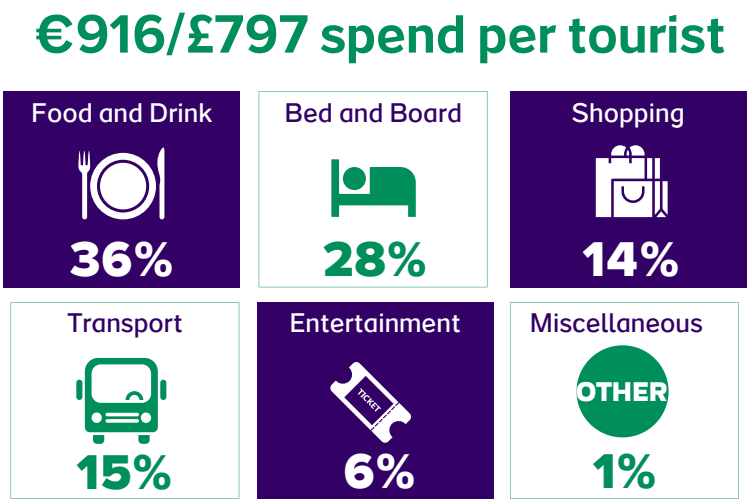 €916/£797 spend per tourist
Food and Drink
36%
Bed and Board
28%
Shopping
14%
Transport
15%
Entertainment
TICKET
6%
Miscellaneous
OTHER
1%